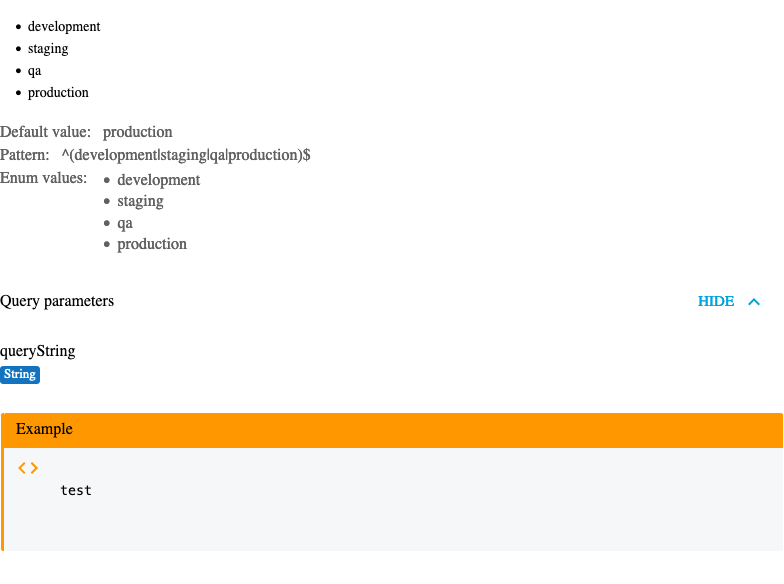 development
staging
qa
production
Default value: production
Pattern: ^(development|staging|qa|production)$
Enum values: development
staging
qa
production
Query parameters HIDE
queryString
String
Example
<>
test